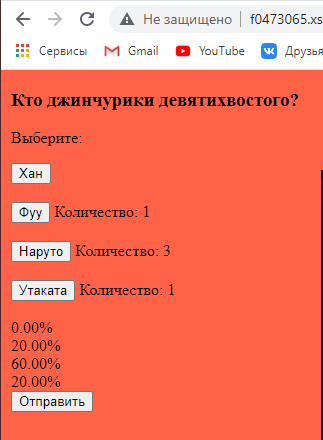 Не защищено f0473065.xs
Сервисы Gmail YouTube Друзья
Кто джинчурики девятихвостого?
Выберите:
Хан
Фуу Количество: 1
Наруто Количество: 3
Утаката Количество: 1
0.00%
20.00%
60.00%
20.00%
Отправить